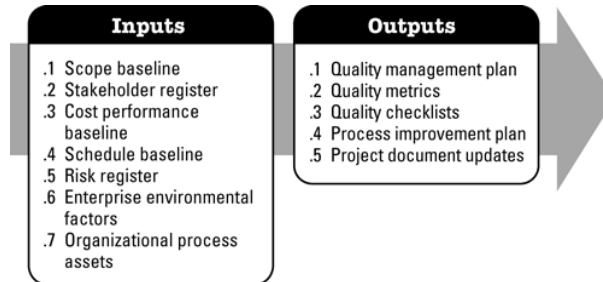 Inputs
.1 Scope baseline
.2 Stakeholder register
.3 Cost performance
baseline
.4 Schedule baseline
.5 Risk register
.6 Enterprise environmental
factors
.7 Organizational process
assets
Outputs
.1 Quality management plan
.2 Quality metrics
.3 Quality checklists
.4 Process improvement plan
.5 Project document updates